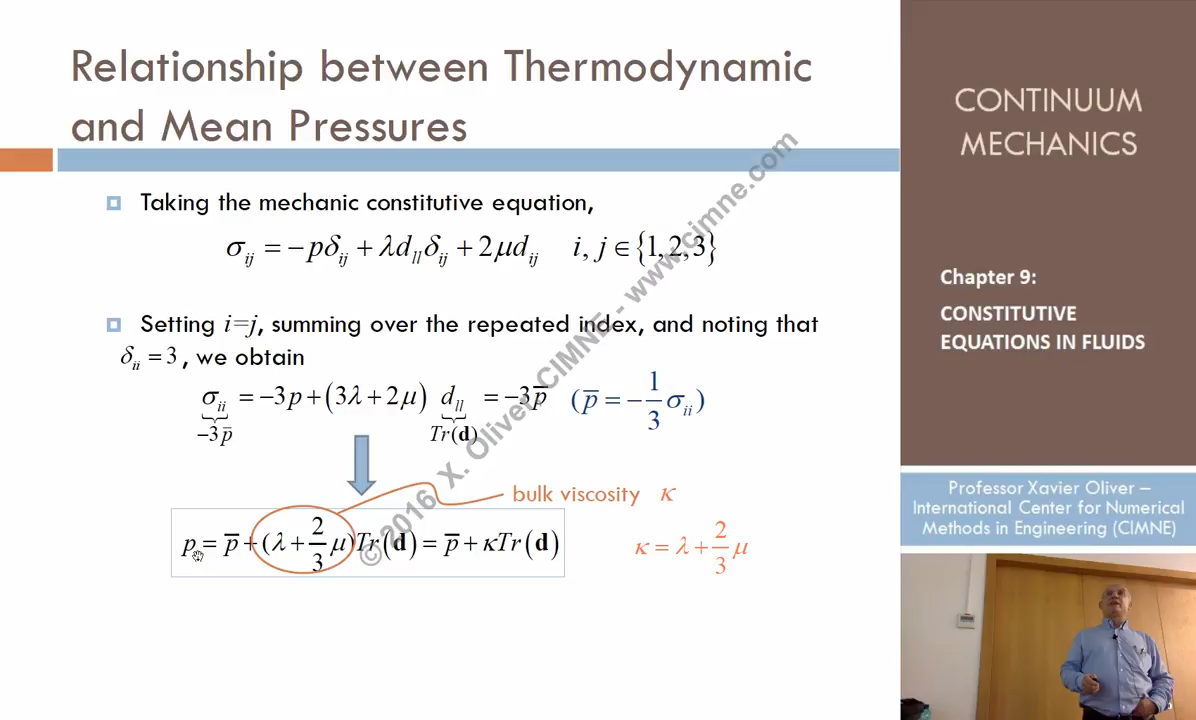 Relationship between Thermodynamic
and Mean Pressures
Taking the mechanic constitutive equation,
σ_ij = −pδ_ij + λd_ll δ_ij + 2μd_ij   i, j ∈ {1,2,3}
Setting i=j, summing over the repeated index, and noting that
δ_ii = 3 , we obtain
σ_ii = −3p + (3λ + 2μ) d_ll = −3p̅   (p̅ = −1/3 σ_ii)
−3p̅   Tr(d)
bulk viscosity κ
p = p̅ + (λ + 2/3 μ)Tr(d) = p̅ + κTr(d)   κ = λ + 2/3 μ
© 2016 X. Oliver, CIMNE - www.cimne.com
CONTINUUM
MECHANICS
Chapter 9:
CONSTITUTIVE
EQUATIONS IN FLUIDS
Professor Xavier Oliver –
International Center for Numerical
Methods in Engineering (CIMNE)